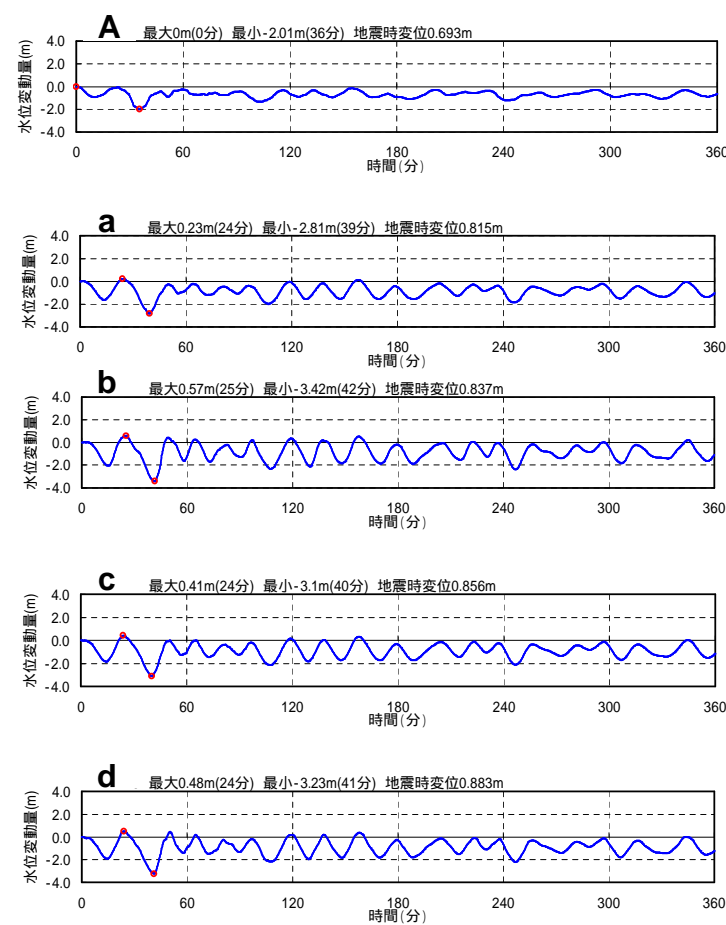 A 最大0m(0分) 最小-2.01m(36分) 地震時変位0.693m
水位変動量(m)
4.0
2.0
0.0
-2.0
-4.0
0 60 120 180 240 300 360
時間(分)
a 最大0.23m(24分) 最小-2.81m(39分) 地震時変位0.815m
水位変動量(m)
4.0
2.0
0.0
-2.0
-4.0
0 60 120 180 240 300 360
時間(分)
b 最大0.57m(25分) 最小-3.42m(42分) 地震時変位0.837m
水位変動量(m)
4.0
2.0
0.0
-2.0
-4.0
0 60 120 180 240 300 360
時間(分)
c 最大0.41m(24分) 最小-3.1m(40分) 地震時変位0.856m
水位変動量(m)
4.0
2.0
0.0
-2.0
-4.0
0 60 120 180 240 300 360
時間(分)
d 最大0.48m(24分) 最小-3.23m(41分) 地震時変位0.883m
水位変動量(m)
4.0
2.0
0.0
-2.0
-4.0
0 60 120 180 240 300 360
時間(分)